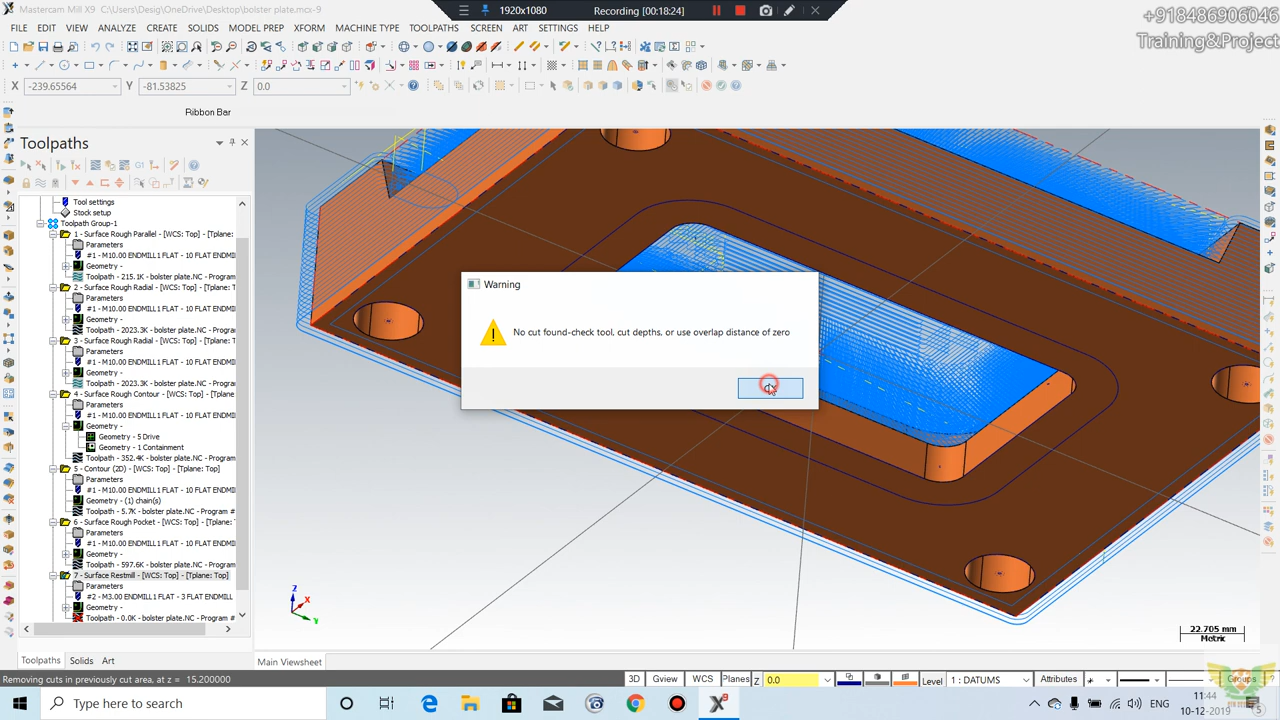 Mastercam Mill X9 C:\Users\Desig\OneDrive\Desktop\bolster plate.mcx-9
1920x1080
Recording [00:18:24]
+918486906046
Training&Project
FILE EDIT VIEW ANALYZE CREATE SOLIDS MODEL PREP XFORM MACHINE TYPE TOOLPATHS SCREEN ART SETTINGS HELP
X -239.65564 Y -81.53825 Z 0.0
Ribbon Bar
Toolpaths
Tool settings
Stock setup
Toolpath Group-1
1 - Surface Rough Parallel - [WCS: Top] - [Tplane:
Parameters
#1 - M10.00 ENDMILL1 FLAT - 10 FLAT ENDM
Geometry -
Toolpath - 215.1K - bolster plate.NC - Program
2 - Surface Rough Radial - [WCS: Top] - [Tplane:
Parameters
#1 - M10.00 ENDMILL1 FLAT - 10 FLAT ENDMI
Geometry -
Toolpath - 2023.3K - bolster plate.NC - Program
3 - Surface Rough Radial - [WCS: Top] - [Tplane:
Parameters
#1 - M10.00 ENDMILL1 FLAT - 10 FLAT ENDMI
Geometry -
Toolpath - 2023.3K - bolster plate.NC - Program
4 - Surface Rough Contour - [WCS: Top] - [Tplane:
Parameters
#1 - M10.00 ENDMILL1 FLAT - 10 FLAT ENDMI
Geometry -
Geometry - 5 Drive
Geometry - 1 Containment
Toolpath - 352.4K - bolster plate.NC - Program
5 - Contour (2D) - [WCS: Top] - [Tplane: Top]
Parameters
#1 - M10.00 ENDMILL1 FLAT - 10 FLAT ENDMI
Geometry - (1) chain(s)
Toolpath - 5.7K - bolster plate.NC - Program #
6 - Surface Rough Pocket - [WCS: Top] - [Tplane:
Parameters
#1 - M10.00 ENDMILL1 FLAT - 10 FLAT ENDMI
Geometry -
Toolpath - 597.6K - bolster plate.NC - Program
7 - Surface Restmill - [WCS: Top] - [Tplane: Top]
Parameters
#2 - M3.00 ENDMILL1 FLAT - 3 FLAT ENDMILL
Geometry -
Toolpath - 0.0K - bolster plate.NC - Program #
Warning
No cut found-check tool, cut depths, or use overlap distance of zero
Z
X
Y
22.705 mm
Metric
Toolpaths Solids Art
Main Viewsheet
Removing cuts in previously cut area, at z = 15.200000
3D Gview WCS Planes Z 0.0 Level 1 : DATUMS Attributes Groups ?
Type here to search
ENG
11:44
10-12-2019
5